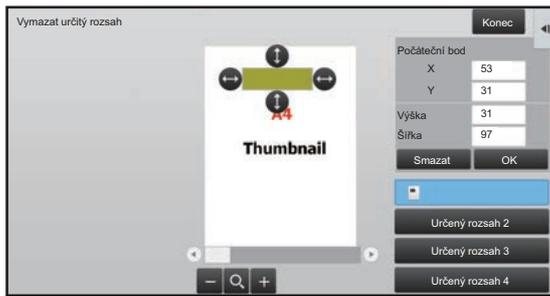 Vymazat určitý rozsah
Konec
Počáteční bod
X 53
Y 31
Výška 31
Šířka 97
Smazat OK
A4
Thumbnail
Určený rozsah 2
Určený rozsah 3
Určený rozsah 4